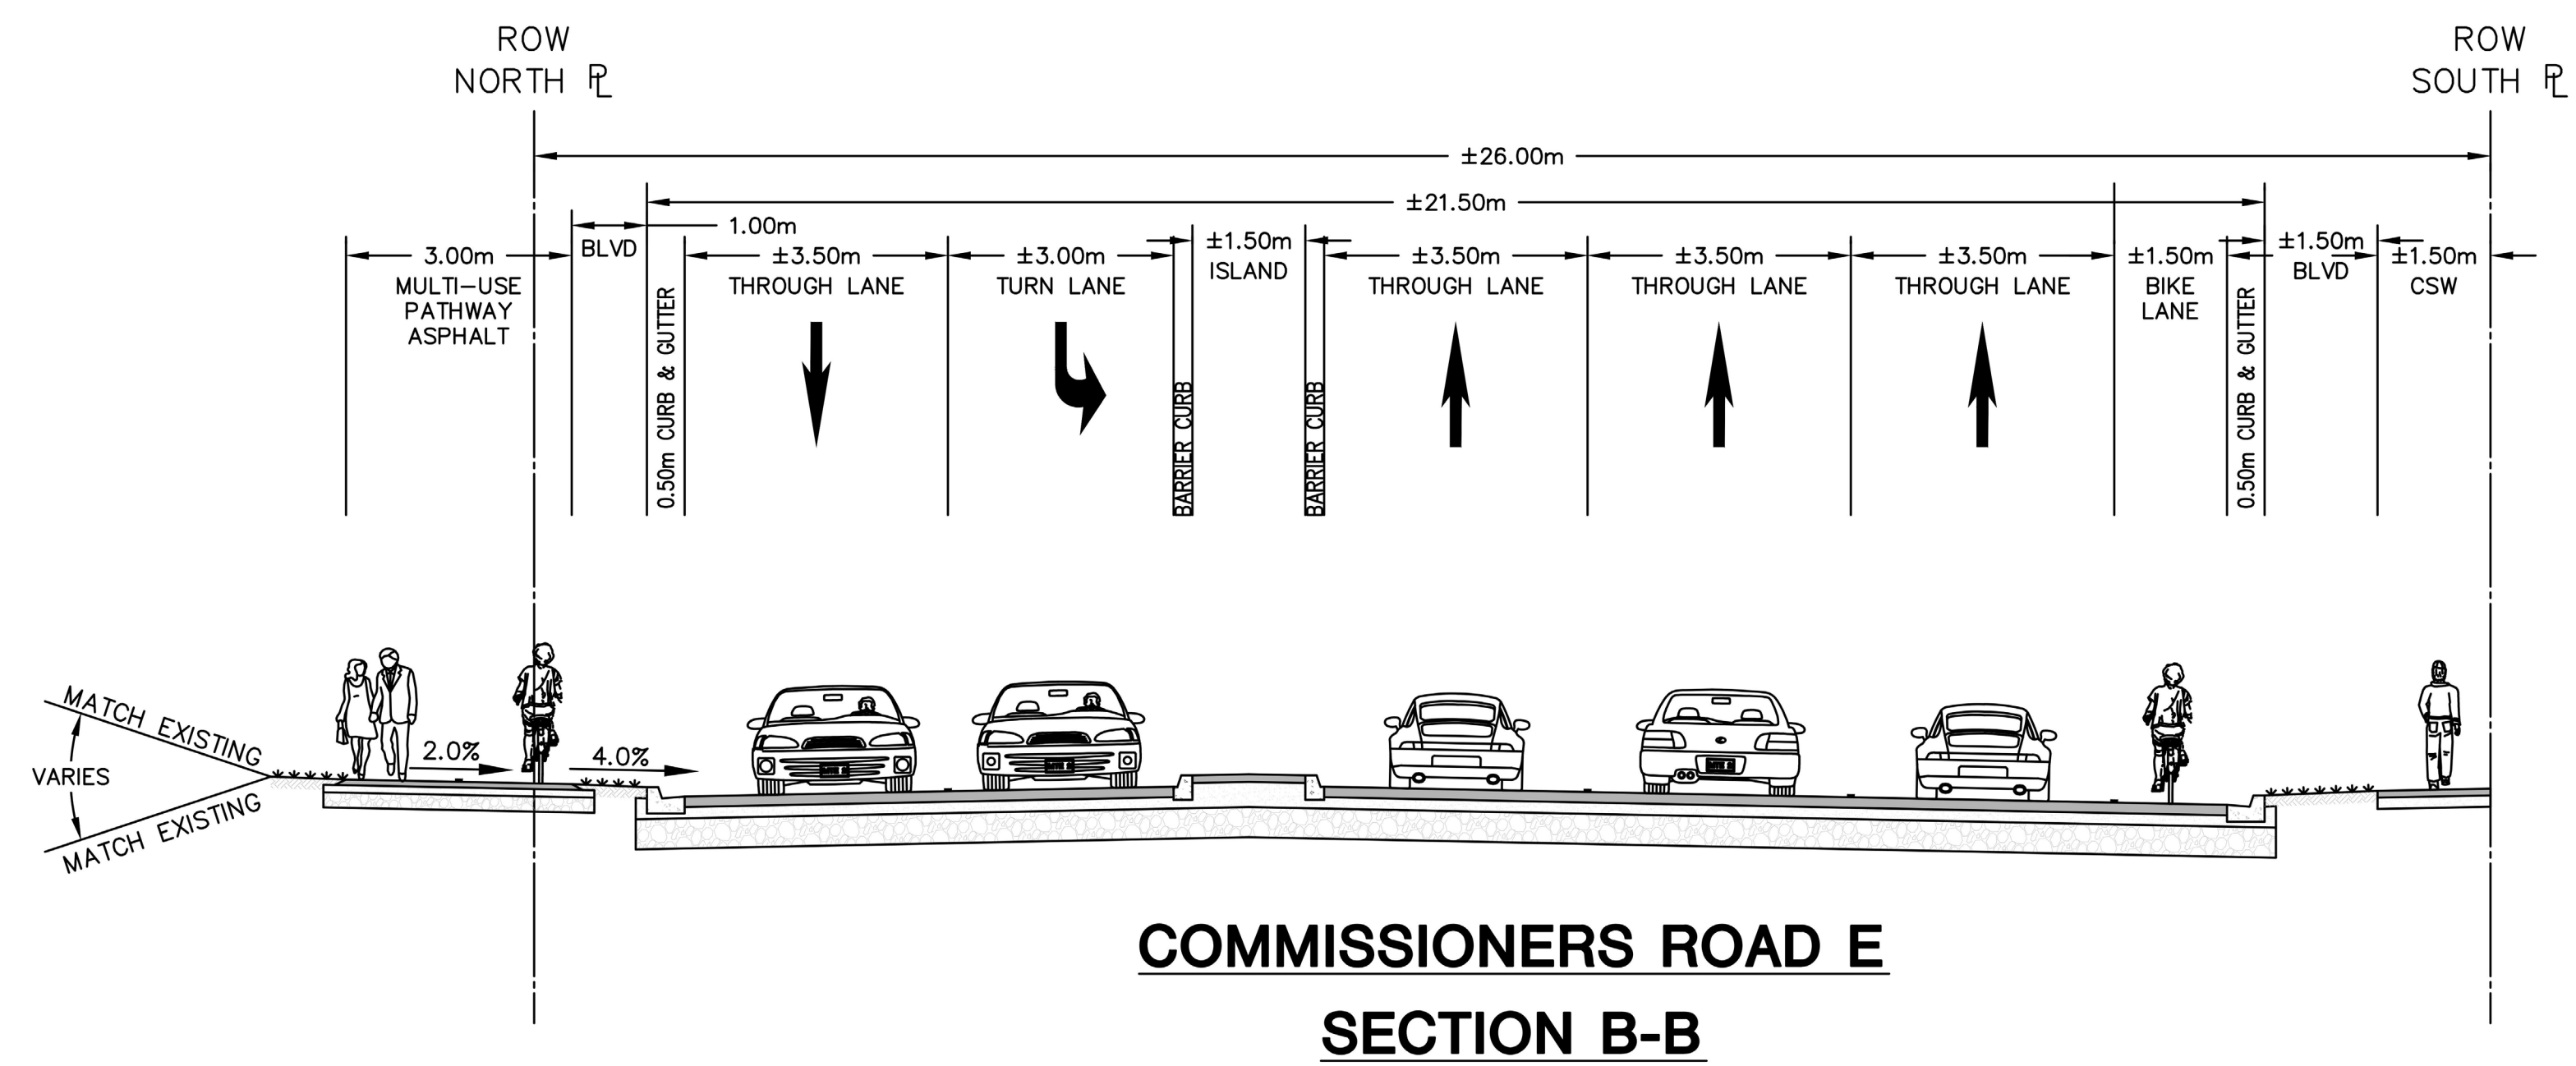 ROW
NORTH PL
ROW
SOUTH PL
±26.00m
±21.50m
1.00m
BLVD
3.00m
MULTI-USE
PATHWAY
ASPHALT
0.50m CURB & GUTTER
±3.50m
THROUGH LANE
±3.00m
TURN LANE
BARRIER CURB
±1.50m
ISLAND
BARRIER CURB
±3.50m
THROUGH LANE
±3.50m
THROUGH LANE
±3.50m
THROUGH LANE
±1.50m
BIKE
LANE
0.50m CURB & GUTTER
±1.50m
BLVD
±1.50m
CSW
MATCH EXISTING
VARIES
MATCH EXISTING
2.0%
4.0%
COMMISSIONERS ROAD E
SECTION B-B